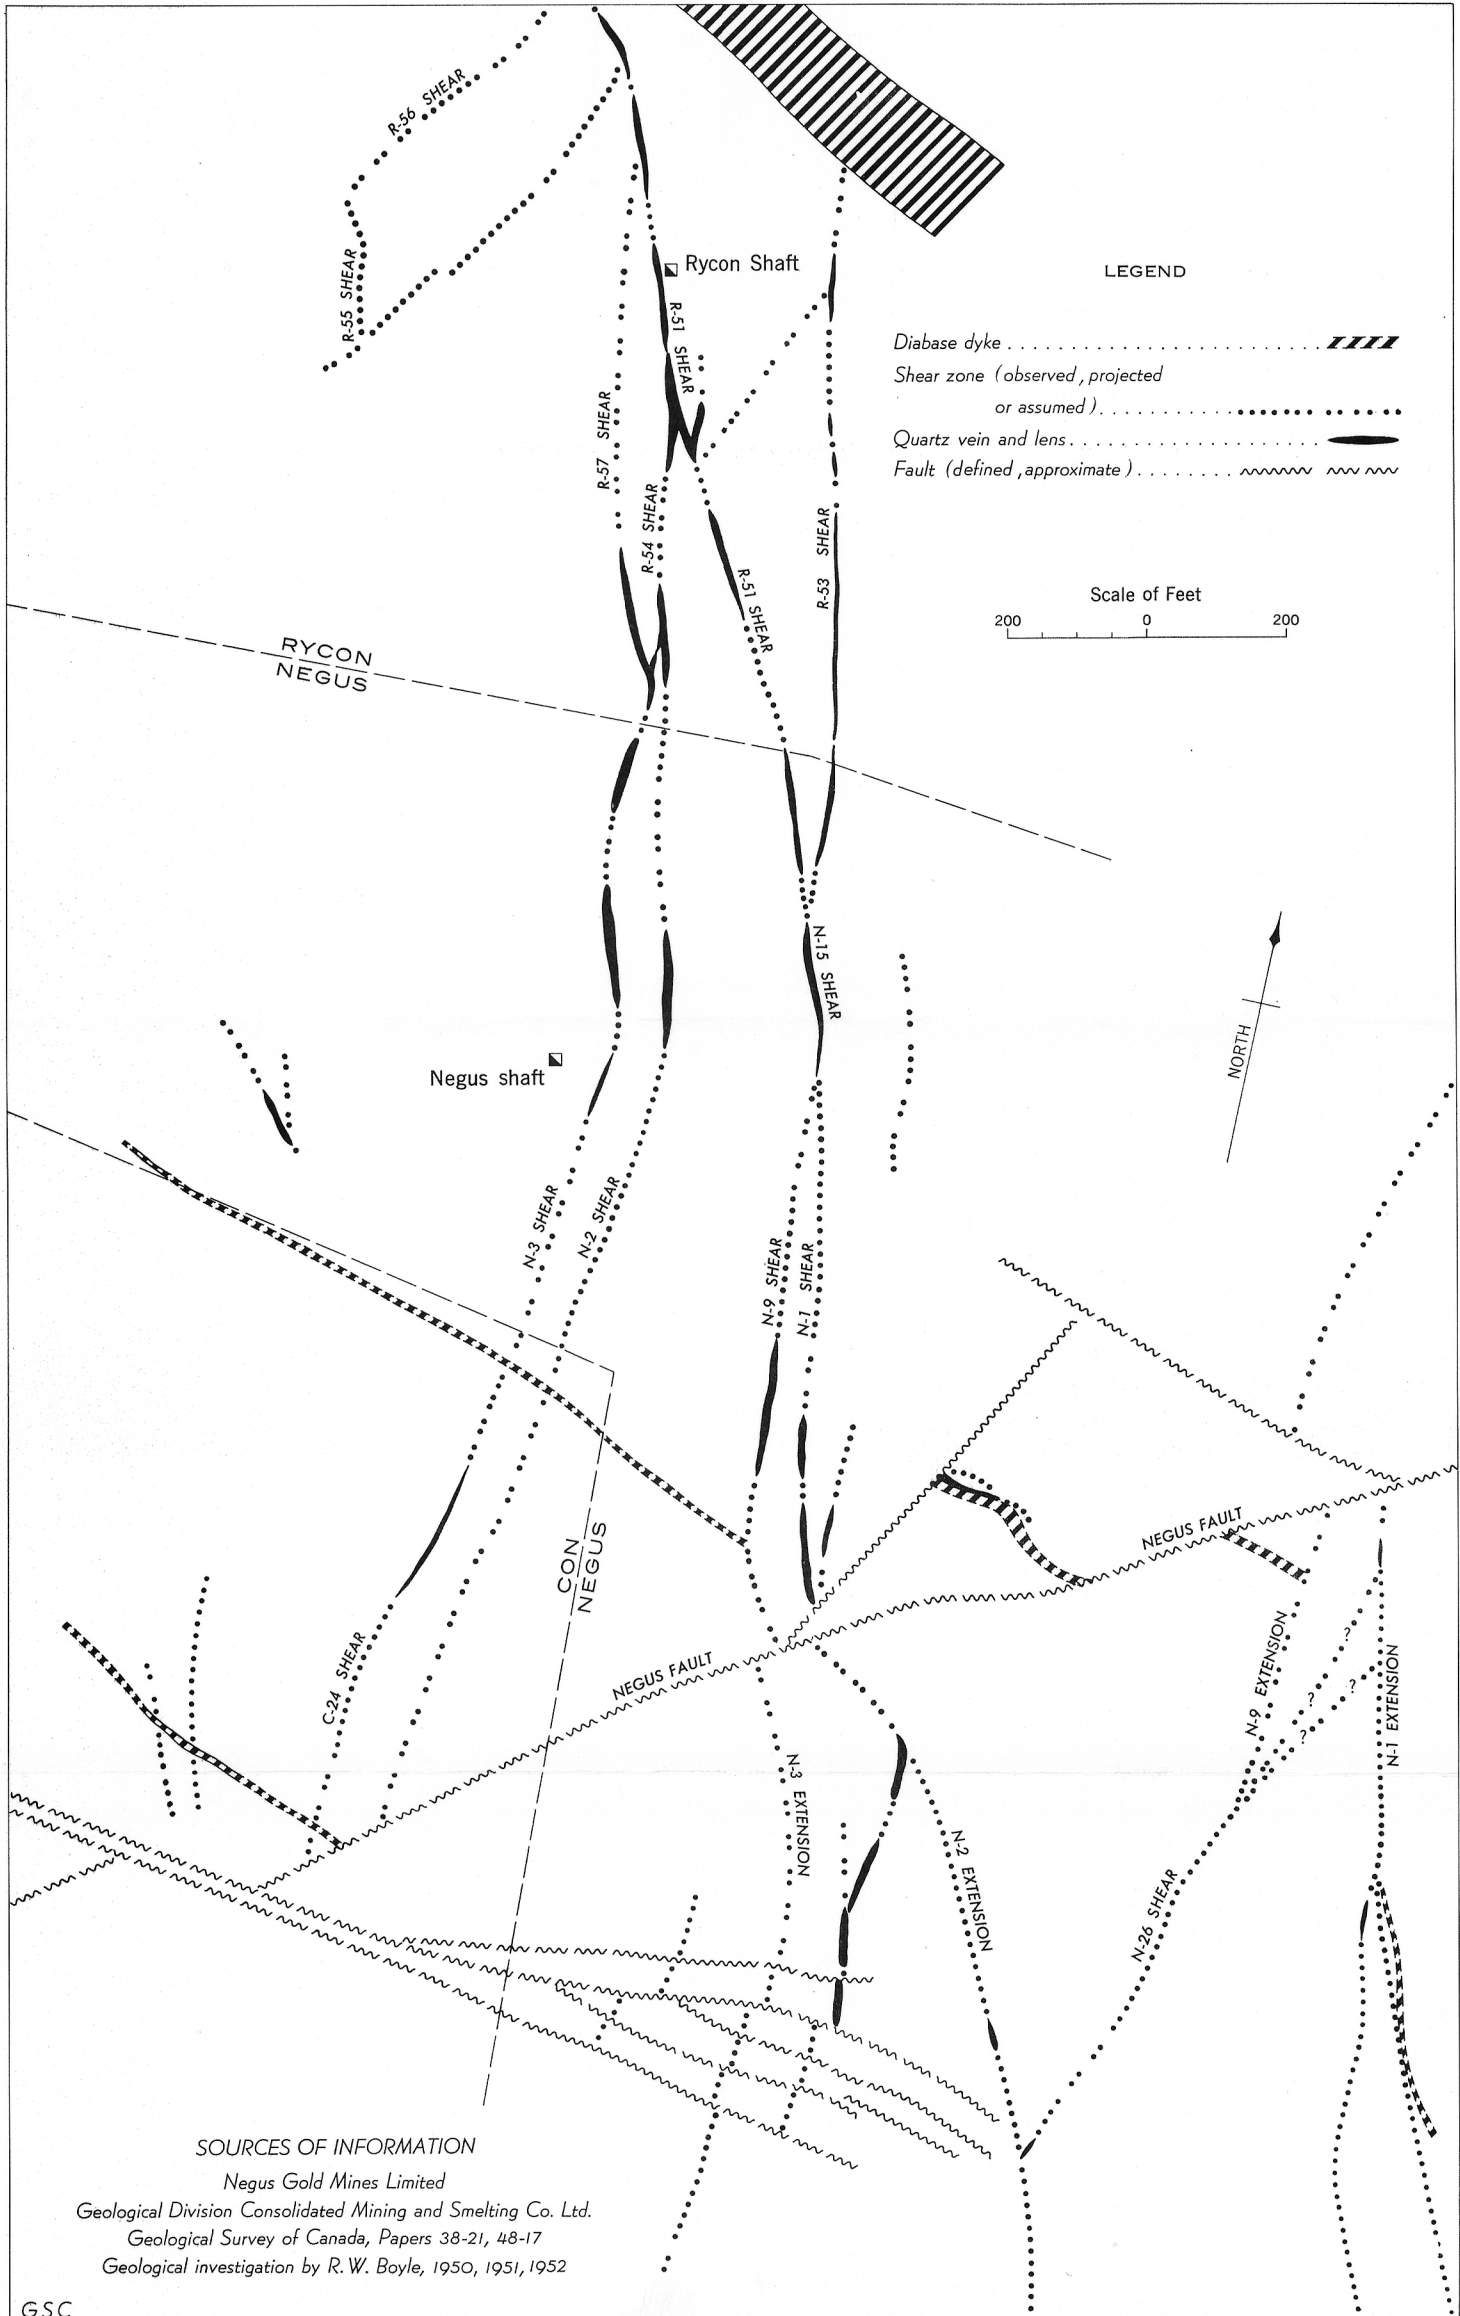 R-56 SHEAR
R-55 SHEAR
Rycon Shaft
R-51 SHEAR
R-57 SHEAR
R-54 SHEAR
R-51 SHEAR
R-53 SHEAR
LEGEND
Diabase dyke
Shear zone (observed, projected
or assumed)
Quartz vein and lens
Fault (defined, approximate)
Scale of Feet
200 0 200
RYCON
NEGUS
N-15 SHEAR
NORTH
Negus shaft
N-3 SHEAR
N-2 SHEAR
N-9 SHEAR
N-1 SHEAR
CON
NEGUS
NEGUS FAULT
NEGUS FAULT
C-24 SHEAR
N-3 EXTENSION
N-2 EXTENSION
N-9 EXTENSION
N-1 EXTENSION
?
?
?
?
N-26 SHEAR
SOURCES OF INFORMATION
Negus Gold Mines Limited
Geological Division Consolidated Mining and Smelting Co. Ltd.
Geological Survey of Canada, Papers 38-21, 48-17
Geological investigation by R.W. Boyle, 1950, 1951, 1952
G.S.C.